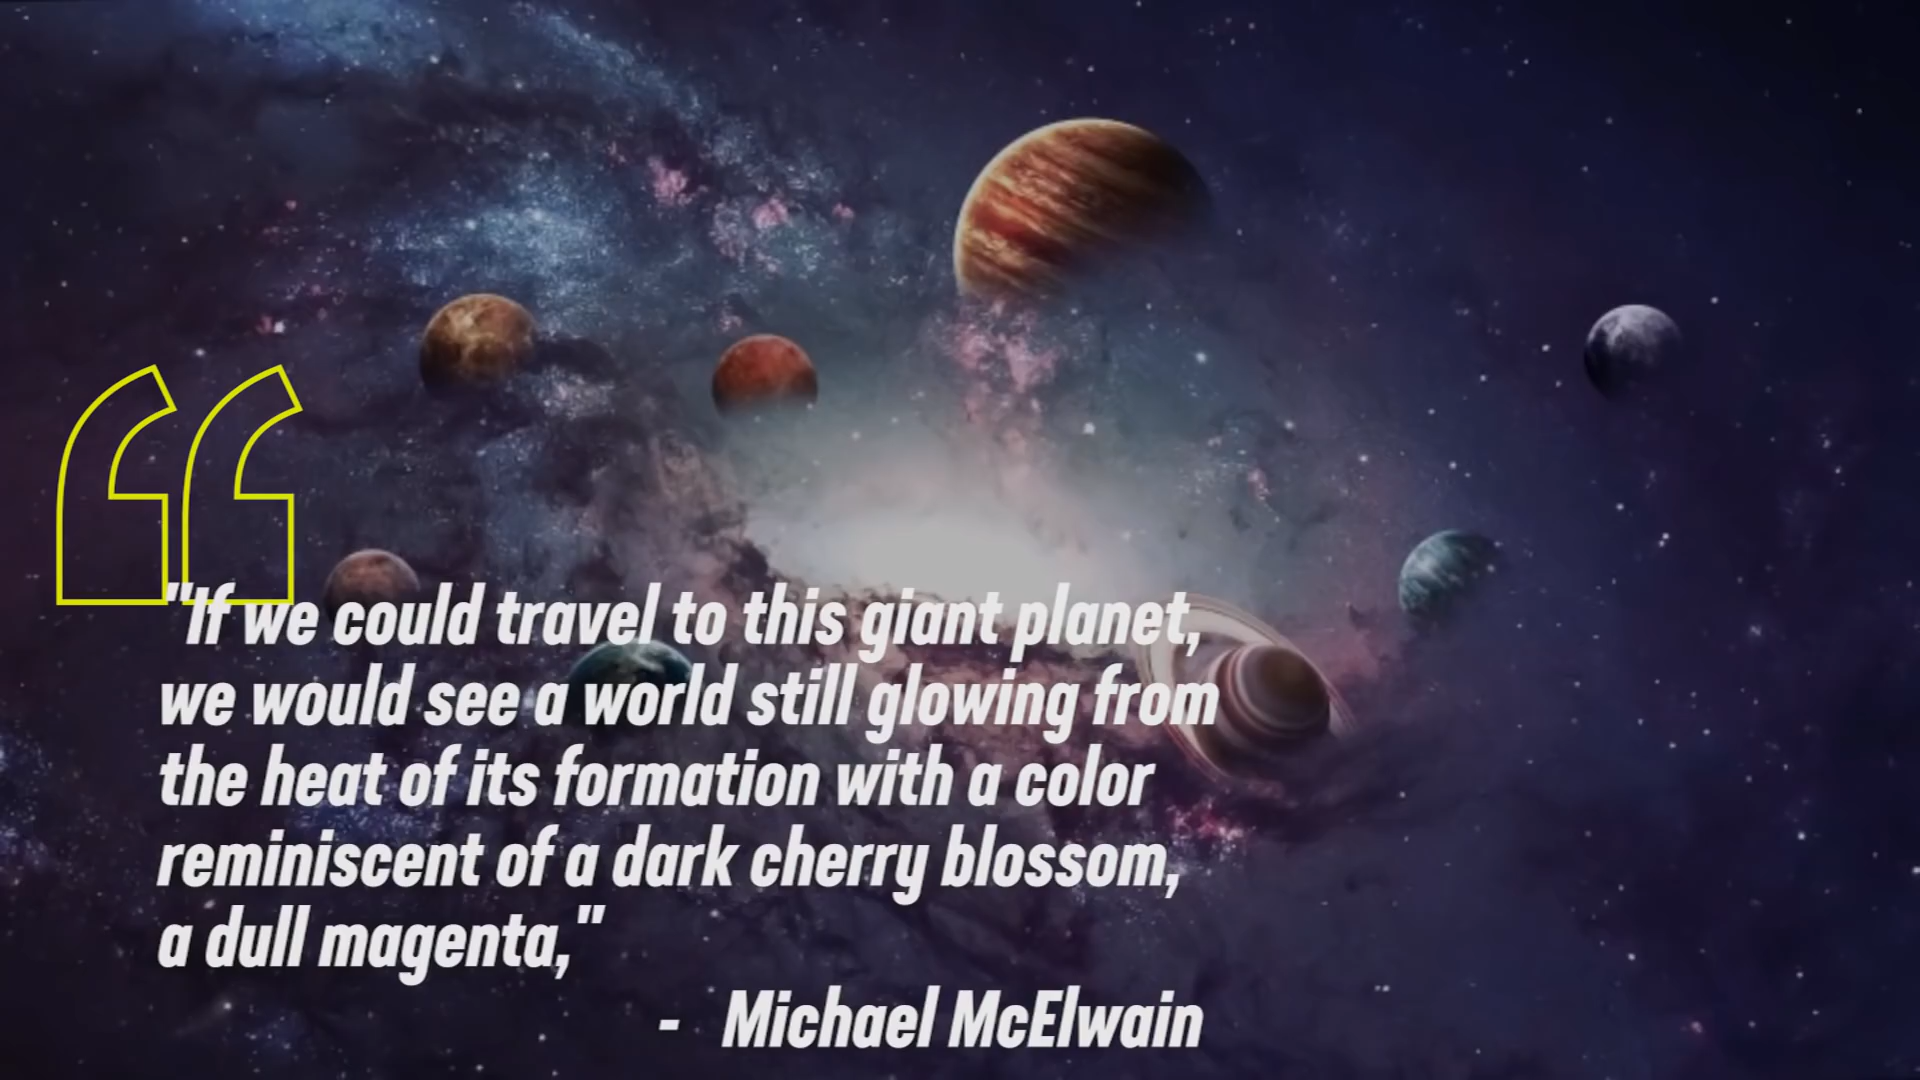 "If we could travel to this giant planet,
we would see a world still glowing from
the heat of its formation with a color
reminiscent of a dark cherry blossom,
a dull magenta,"
- Michael McElwain